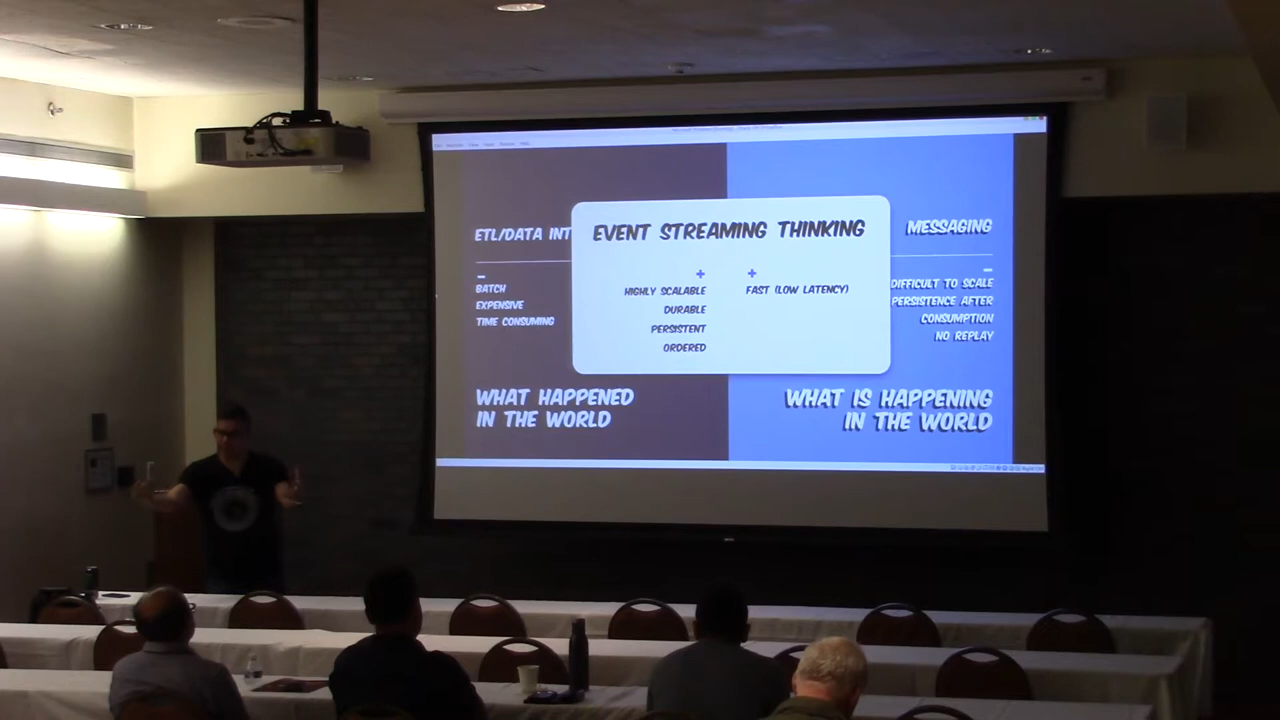 EVENT STREAMING THINKING
ETL/DATA INT
MESSAGING
+
+
–
–
BATCH
EXPENSIVE
TIME CONSUMING
HIGHLY SCALABLE
DURABLE
PERSISTENT
ORDERED
FAST (LOW LATENCY)
DIFFICULT TO SCALE
PERSISTENCE AFTER
CONSUMPTION
NO REPLAY
WHAT HAPPENED
IN THE WORLD
WHAT IS HAPPENING
IN THE WORLD